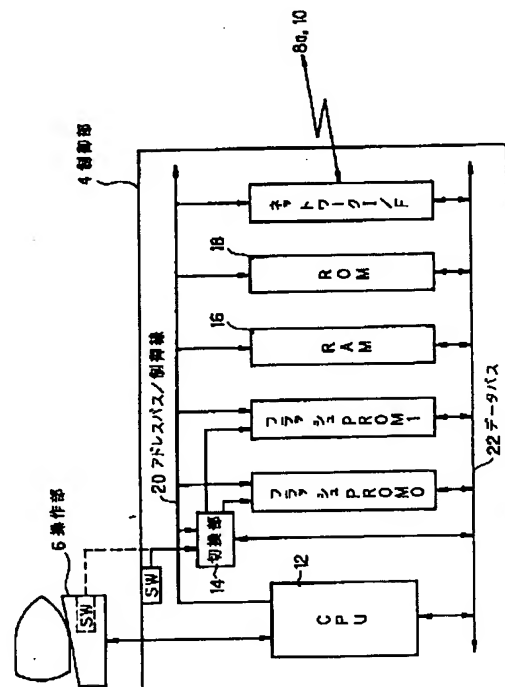 6 操作部
SW
4 制御部
SW
20 アドレスバス/制御線
切換部
14
12
CPU
フラッシュPROM0
フラッシュPROM1
16
RAM
18
ROM
ネットワークI/F
8a, 10
22 データバス